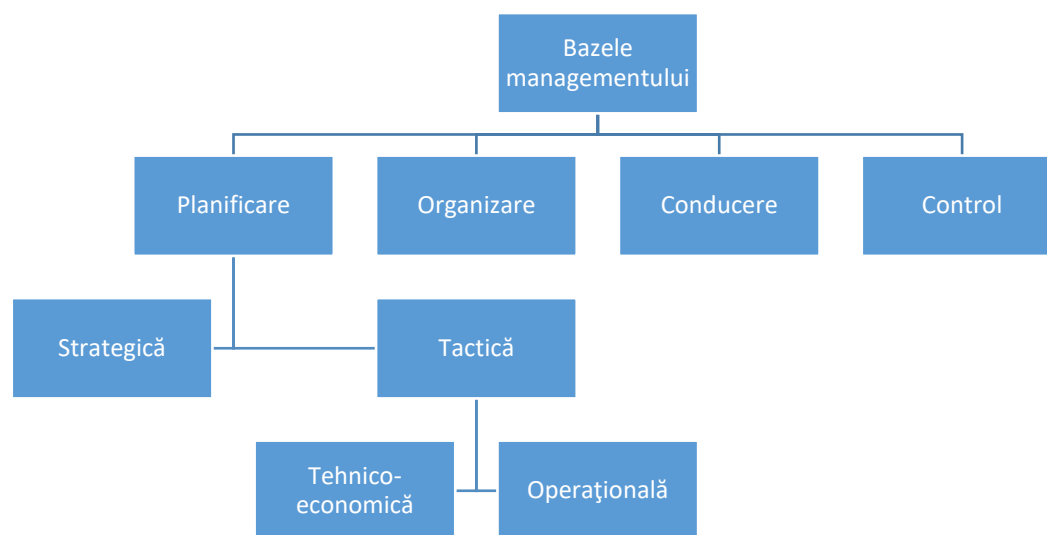 Bazele
managementului
Planificare
Organizare
Conducere
Control
Strategică
Tactică
Tehnico-
economică
Operaţională